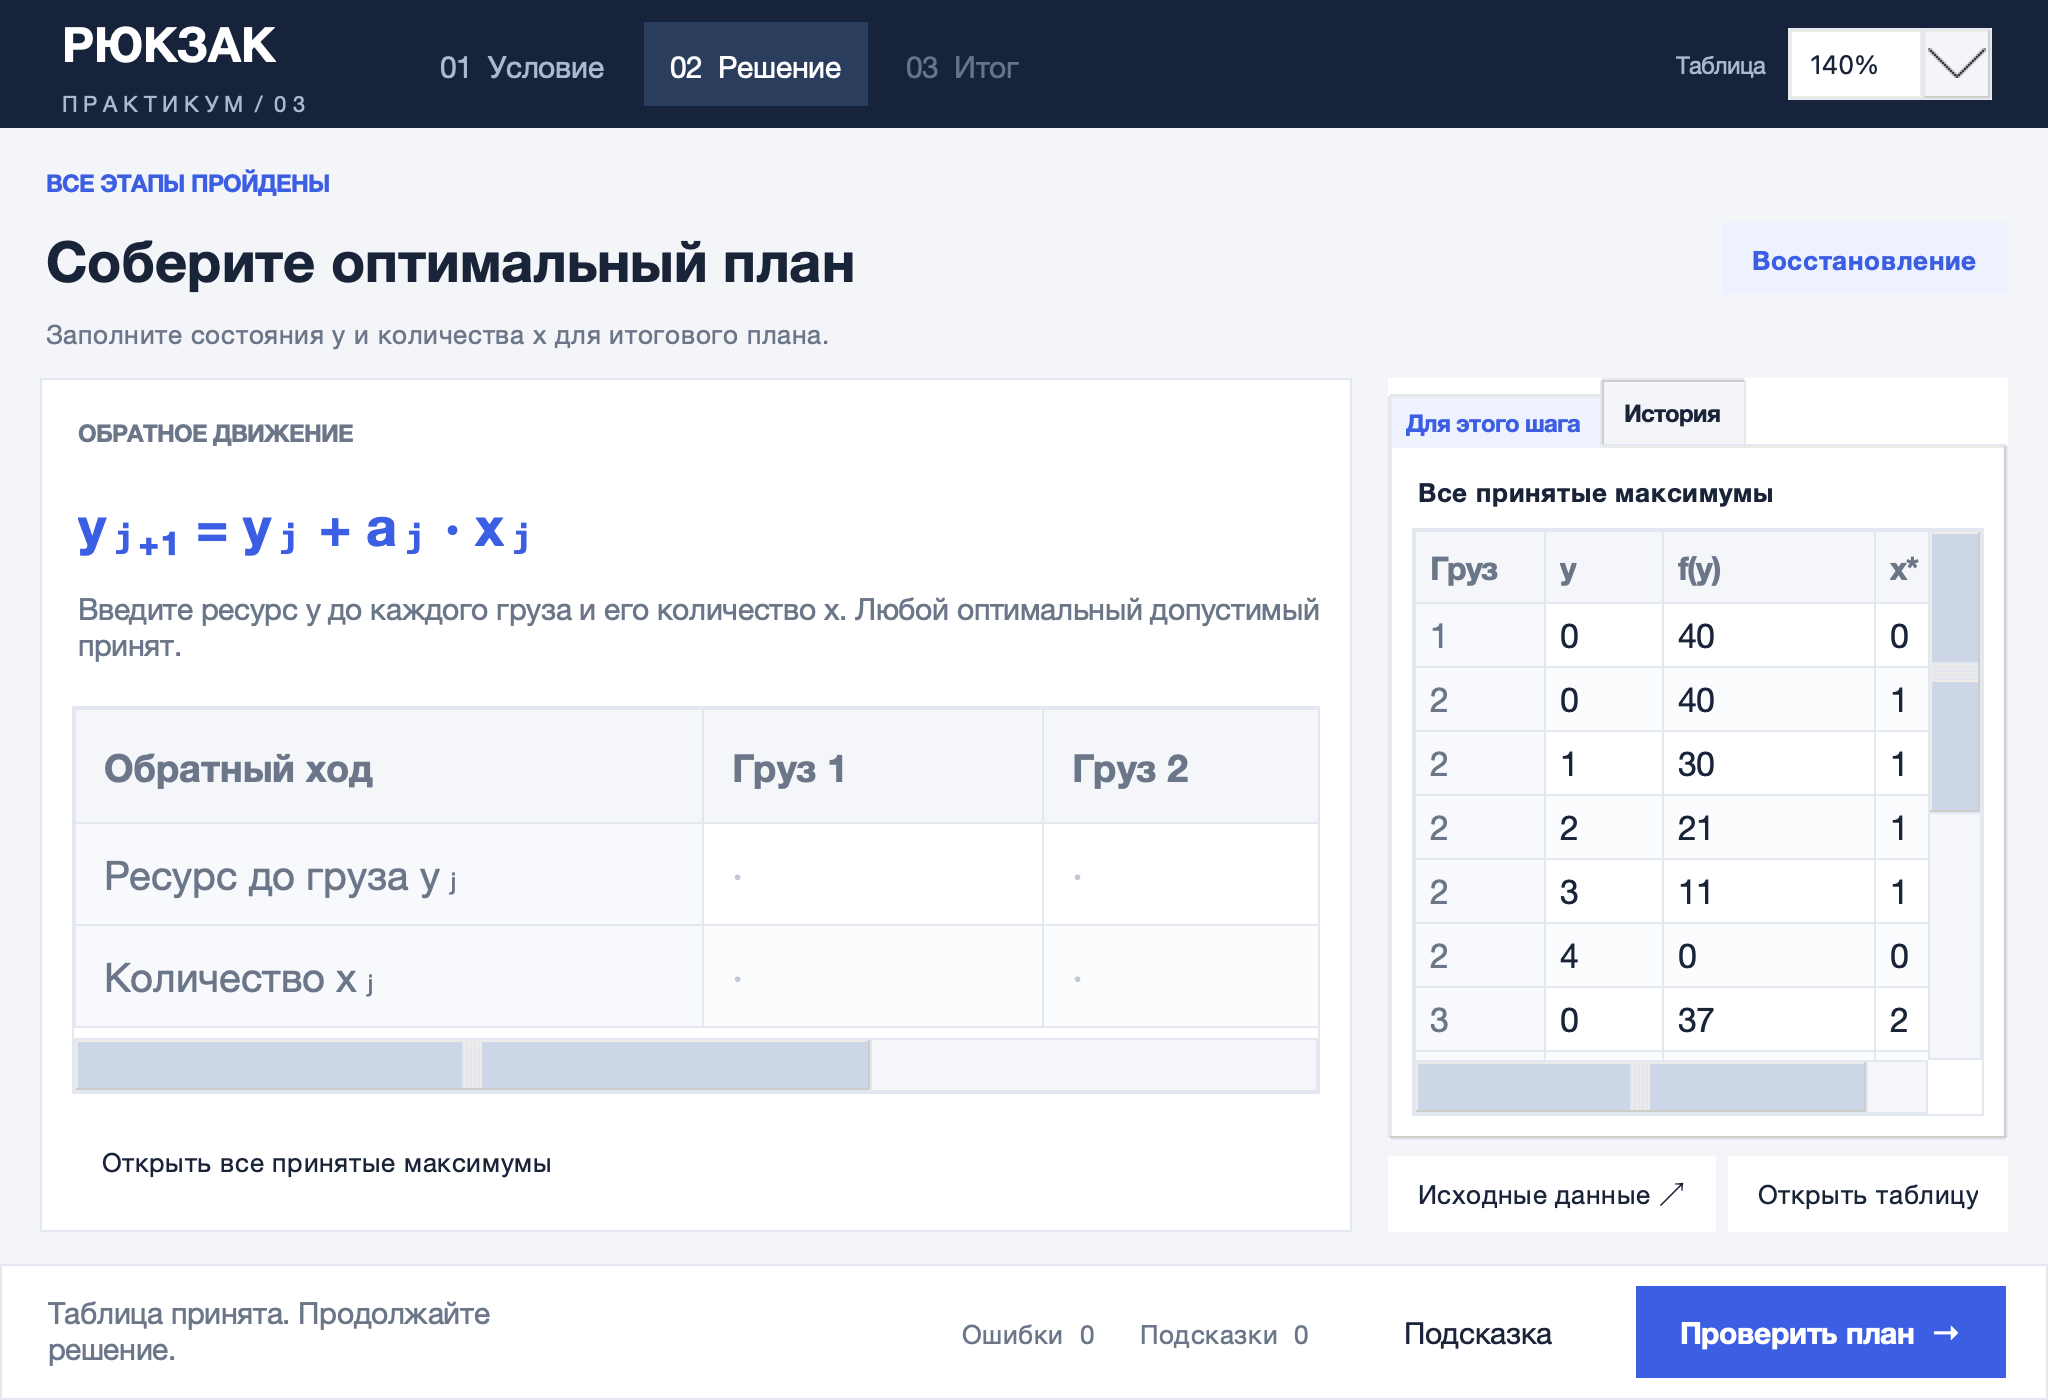 РЮКЗАК
ПРАКТИКУМ / 03
01 Условие
02 Решение
03 Итог
Таблица
140%
ВСЕ ЭТАПЫ ПРОЙДЕНЫ
Соберите оптимальный план
Восстановление
Заполните состояния y и количества x для итогового плана.
ОБРАТНОЕ ДВИЖЕНИЕ
y j+1 = y j + a j · x j
Введите ресурс y до каждого груза и его количество x. Любой оптимальный допустимый
принят.
Обратный ход Груз 1 Груз 2
Ресурс до груза y j · ·
Количество x j · ·
Открыть все принятые максимумы
Для этого шага
История
Все принятые максимумы
Груз y f(y) x*
1 0 40 0
2 0 40 1
2 1 30 1
2 2 21 1
2 3 11 1
2 4 0 0
3 0 37 2
Исходные данные ↗
Открыть таблицу
Таблица принята. Продолжайте
решение.
Ошибки 0
Подсказки 0
Подсказка
Проверить план →